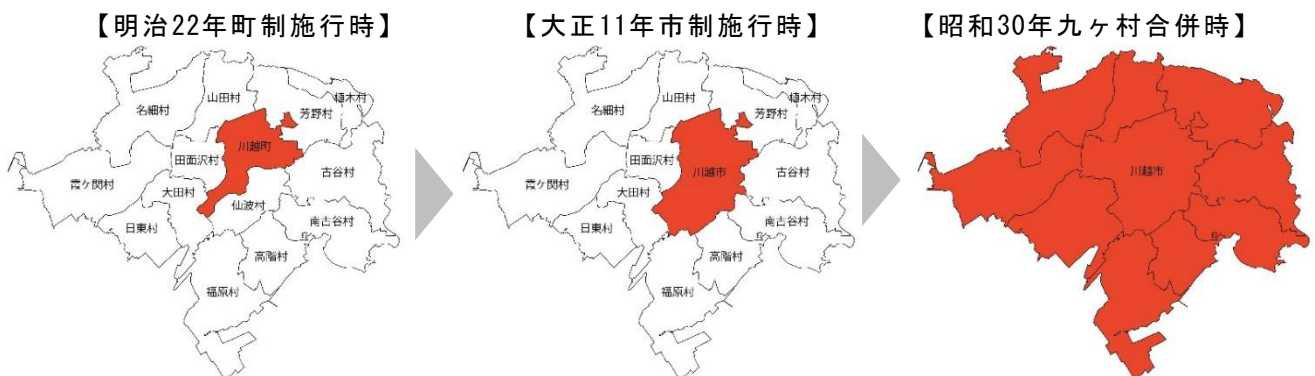 【明治22年町制施行時】
名細村
山田村
芳野村
植木村
川越町
田面沢村
霞ヶ関村
大田村
古谷村
仙波村
日東村
南古谷村
高階村
福原村
【大正11年市制施行時】
名細村
山田村
芳野村
植木村
田面沢村
川越市
霞ヶ関村
大田村
古谷村
日東村
南古谷村
高階村
福原村
【昭和30年九ヶ村合併時】
川越市